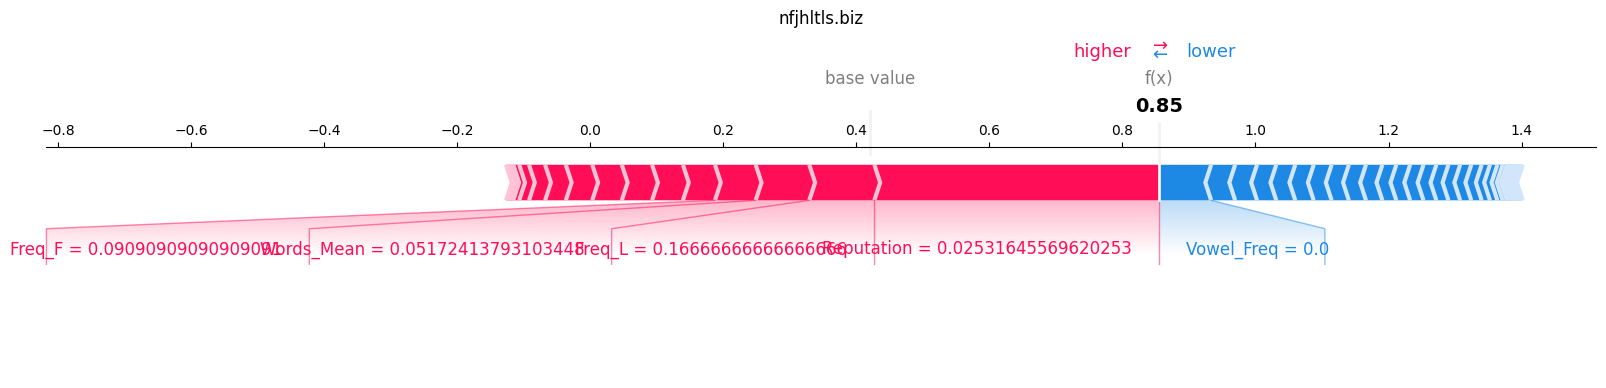 nfjhltls.biz
higher → ← lower
base value f(x)
0.85
−0.8 −0.6 −0.4 −0.2 0.0 0.2 0.4 0.6 0.8 1.0 1.2 1.4
Freq_F = 0.09090909090909091 Words_Mean = 0.05172413793103448 Freq_L = 0.16666666666666666 Reputation = 0.02531645569620253 Vowel_Freq = 0.0